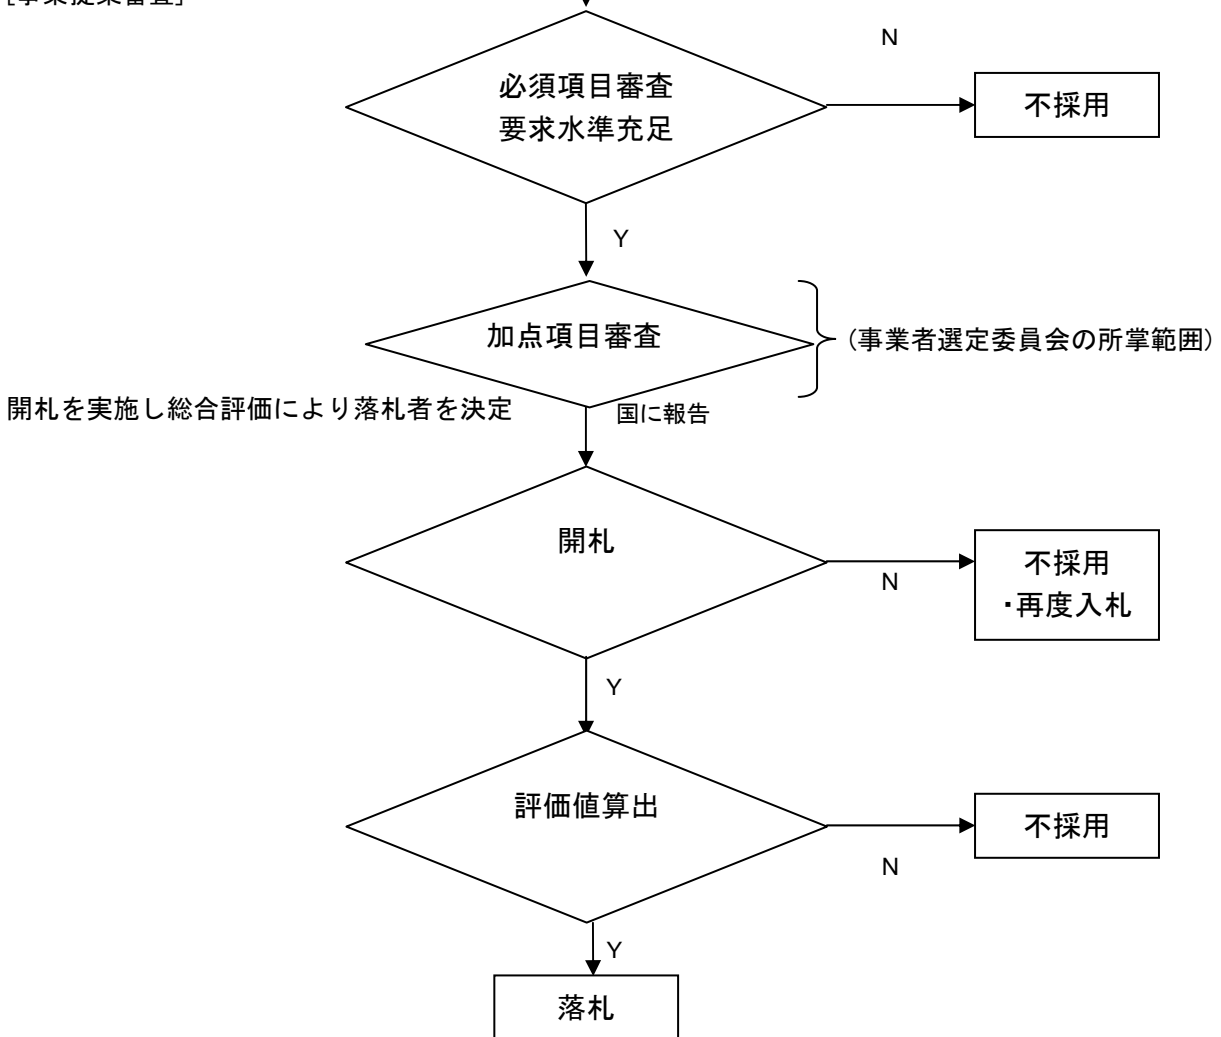 [事業提案審査]
N
必須項目審査
要求水準充足
不採用
Y
加点項目審査
(事業者選定委員会の所掌範囲)
開札を実施し総合評価により落札者を決定
国に報告
開札
不採用
・再度入札
N
Y
評価値算出
不採用
N
Y
落札